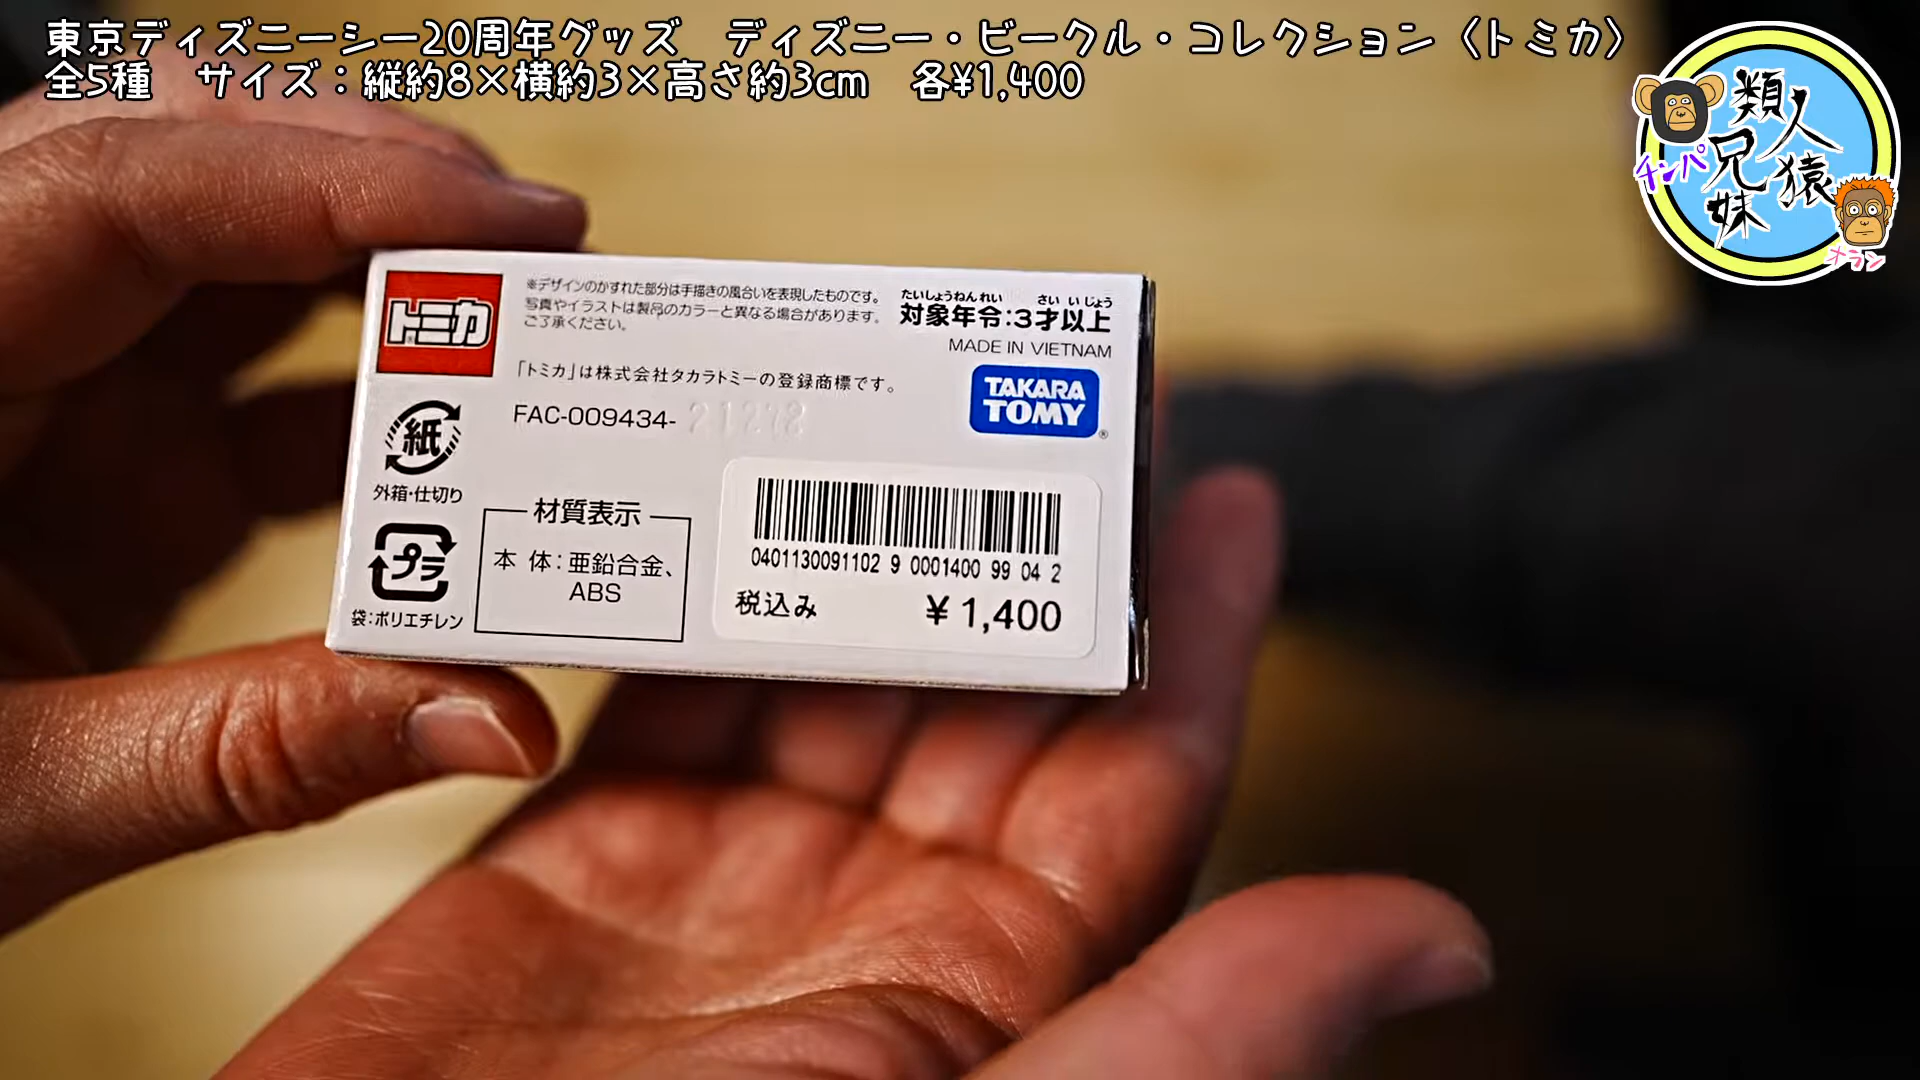 東京ディズニーシー20周年グッズ　ディズニー・ビークル・コレクション〈トミカ〉
全5種　サイズ：縦約8×横約3×高さ約3cm　各¥1,400
類人猿
兄妹
チンパ
オラン
トミカ
※デザインのかすれた部分は手描きの風合いを表現したものです。
写真やイラストは製品のカラーと異なる場合があります。
ご了承ください。
たいしょうねんれい　さい いじょう
対象年令:3才以上
MADE IN VIETNAM
「トミカ」は株式会社タカラトミーの登録商標です。
TAKARA
TOMY
®
FAC-009434-21278
紙
外箱・仕切り
プラ
袋:ポリエチレン
材質表示
本 体:亜鉛合金、
ABS
0401130091102 9 0001400 99 04 2
税込み ¥1,400